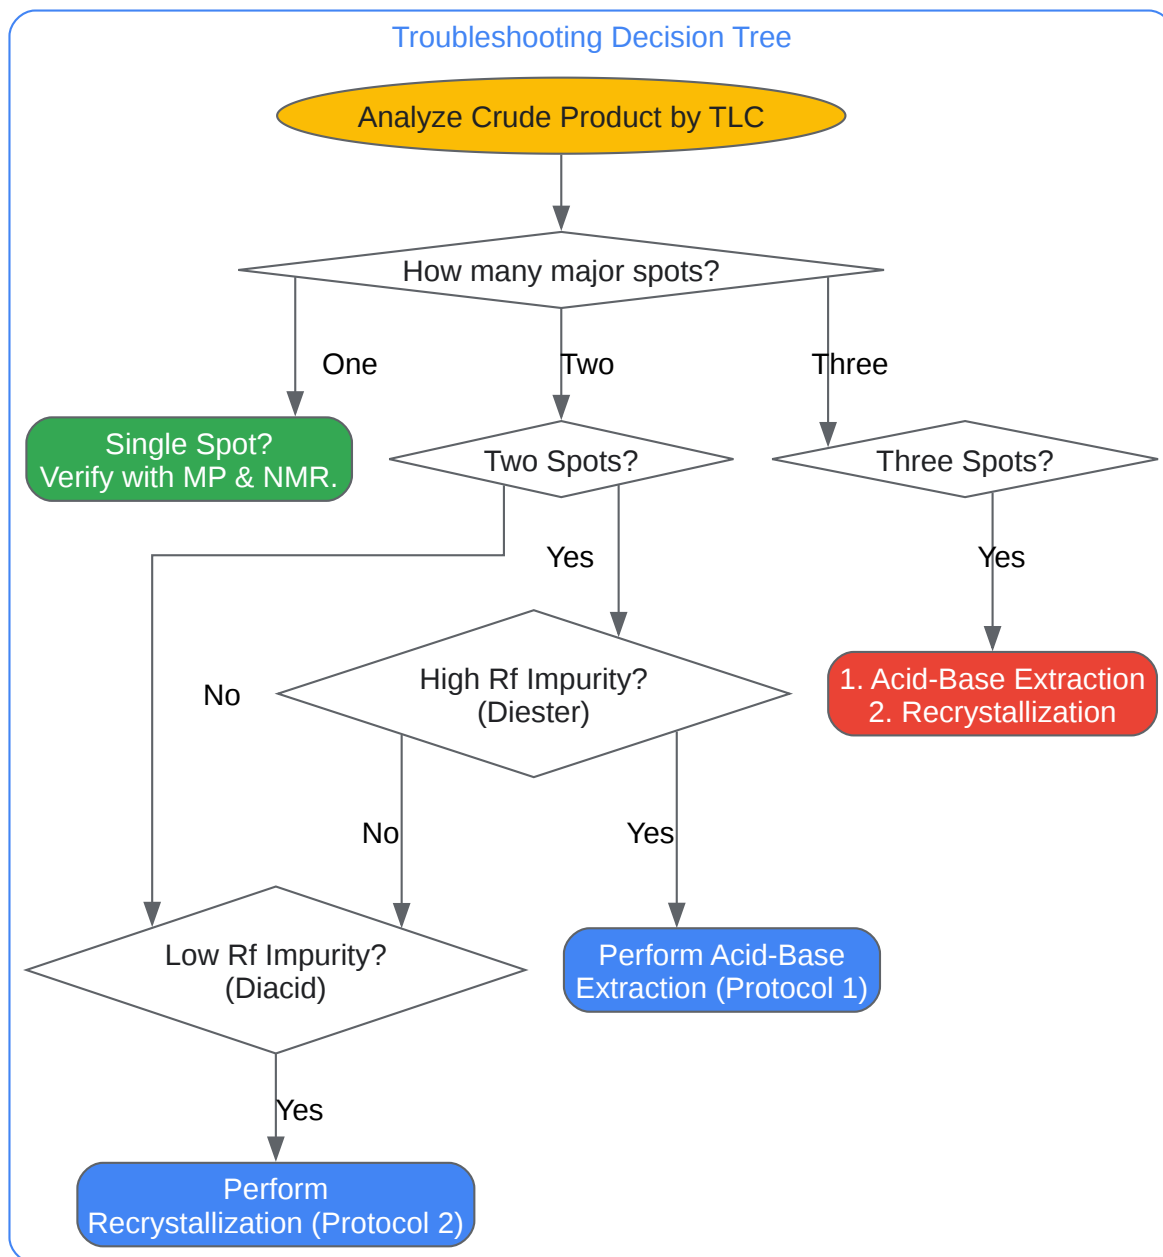 Troubleshooting Decision Tree
Analyze Crude Product by TLC
How many major spots?
One
Two
Three
Single Spot?
Verify with MP & NMR.
Two Spots?
Three Spots?
Yes
Yes
No
High Rf Impurity?
(Diester)
1. Acid-Base Extraction
2. Recrystallization
No
Yes
Low Rf Impurity?
(Diacid)
Perform Acid-Base
Extraction (Protocol 1)
Yes
Perform
Recrystallization (Protocol 2)